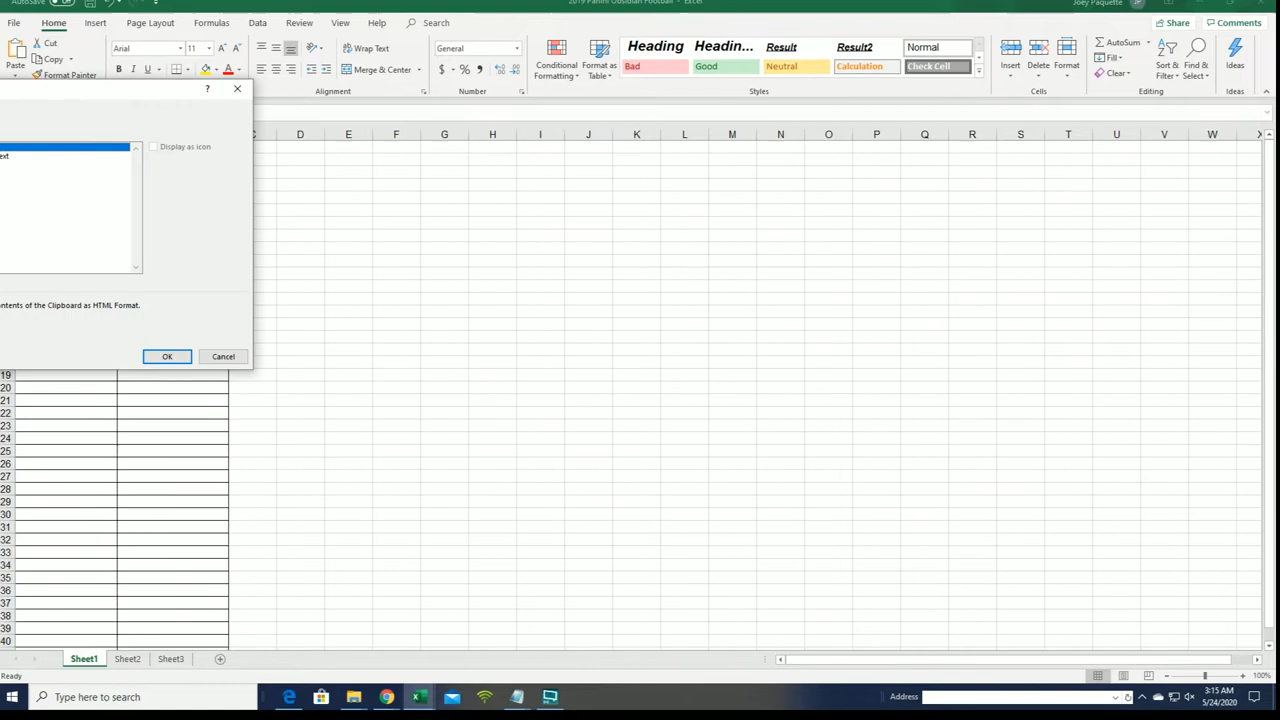 AutoSave
2019 Panini Obsidian Football - Excel
Joey Paquette JP
File Home Insert Page Layout Formulas Data Review View Help Search
Share Comments
Cut
Copy
Format Painter
Paste
Arial 11
B I U
Wrap Text
Merge & Center
Alignment
General
$ % ,
Number
Conditional Formatting
Format as Table
Heading Headin... Result Result2 Normal
Bad Good Neutral Calculation Check Cell
Styles
Insert Delete Format
Cells
AutoSum
Fill
Clear
Sort & Filter
Find & Select
Ideas
Ideas
? ×
Display as icon
ext
ontents of the Clipboard as HTML Format.
OK Cancel
C D E F G H I J K L M N O P Q R S T U V W X
19
20
21
22
23
24
25
26
27
28
29
30
31
32
33
34
35
36
37
38
39
40
Sheet1 Sheet2 Sheet3
Ready
100%
Type here to search
Address
3:15 AM
5/24/2020